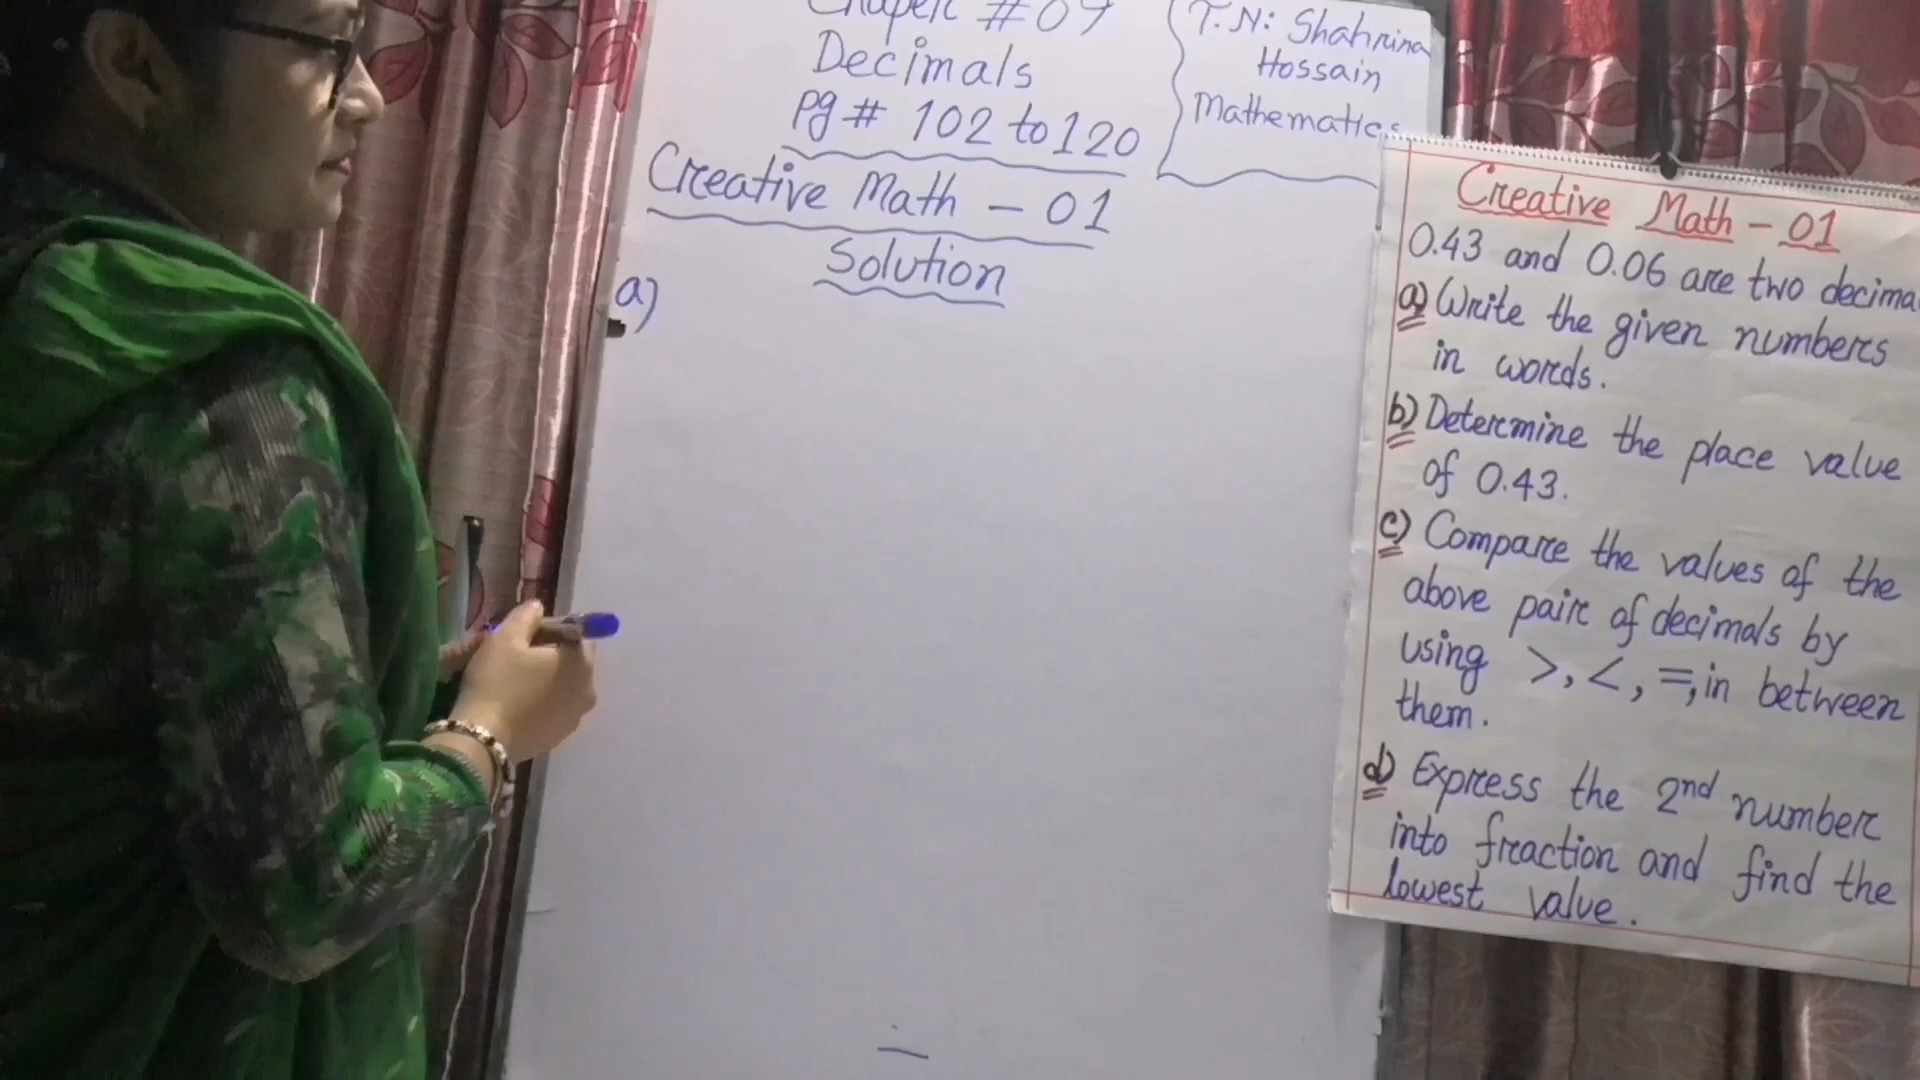 Chapter #09
Decimals
pg# 102 to 120
T.N: Shahrina
Hossain
Mathematics
Creative Math - 01
Solution
a)
Creative Math - 01
0.43 and 0.06 are two decima
a) Write the given numbers
in words.
b) Determine the place value
of 0.43.
c) Compare the values of the
above pair of decimals by
using >, <, =, in between
them.
d) Express the 2nd number
into fraction and find the
lowest value.